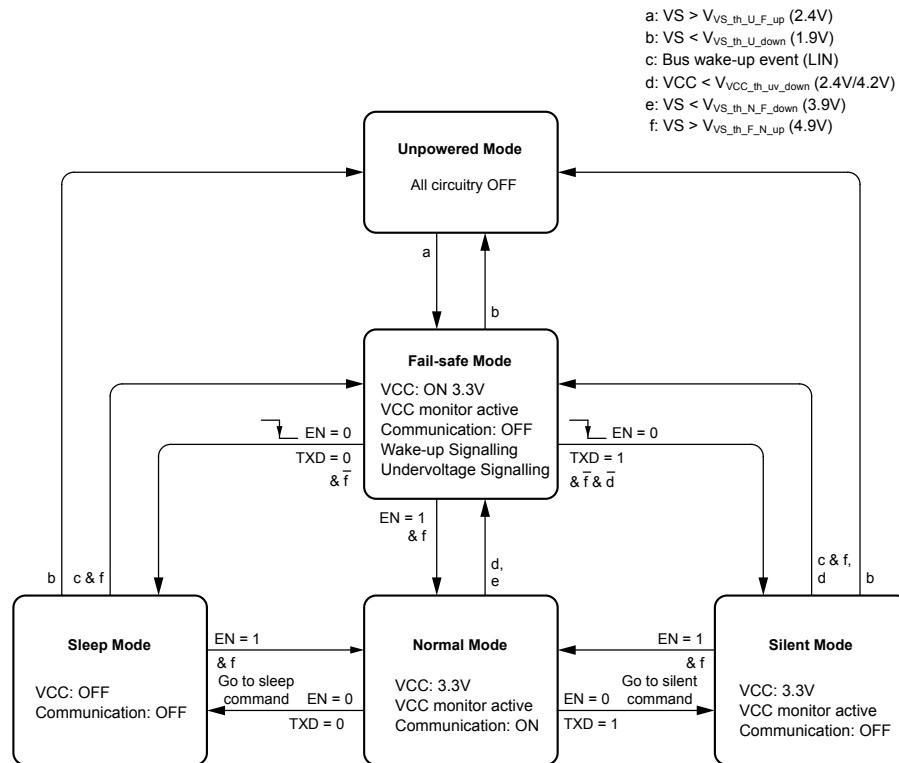 a: VS > VVS_th_U_F_up (2.4V)
b: VS < VVS_th_U_down (1.9V)
c: Bus wake-up event (LIN)
d: VCC < VVCC_th_uv_down (2.4V/4.2V)
e: VS < VVS_th_N_F_down (3.9V)
f: VS > VVS_th_F_N_up (4.9V)
Unpowered Mode
All circuitry OFF
a
b
Fail-safe Mode
VCC: ON 3.3V
VCC monitor active
Communication: OFF
Wake-up Signalling
Undervoltage Signalling
EN = 0
TXD = 0
& f̅
EN = 0
TXD = 1
& f̅ & d̅
EN = 1
& f
d,
e
b
c & f
c & f,
d
b
Sleep Mode
VCC: OFF
Communication: OFF
EN = 1
& f
Go to sleep
command
EN = 0
TXD = 0
Normal Mode
VCC: 3.3V
VCC monitor active
Communication: ON
EN = 1
& f
Go to silent
command
EN = 0
TXD = 1
Silent Mode
VCC: 3.3V
VCC monitor active
Communication: OFF